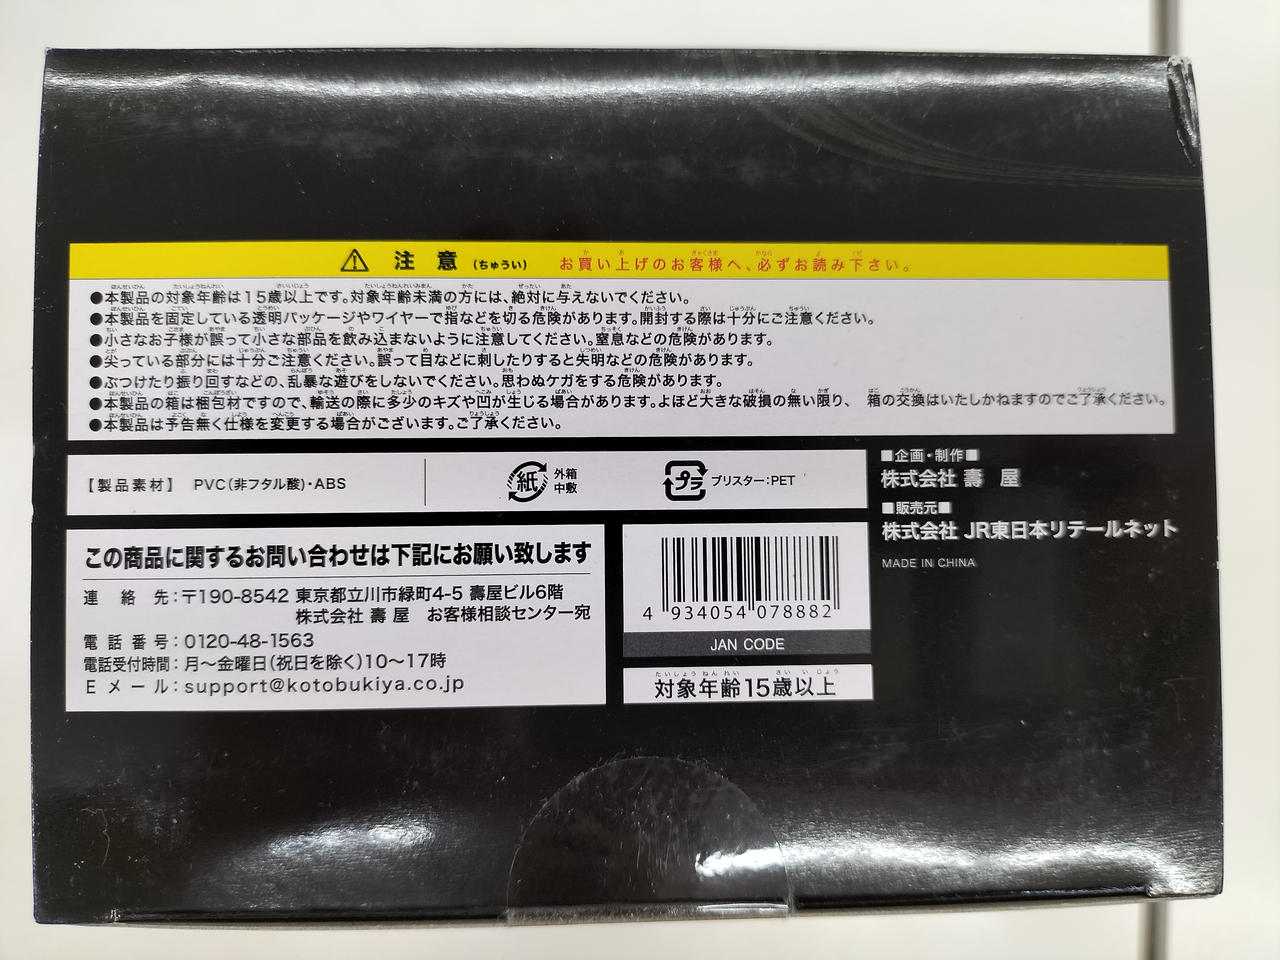 注意 (ちゅうい) お買い上げのお客様へ、必ずお読み下さい。
●本製品の対象年齢は15歳以上です。対象年齢未満の方には、絶対に与えないでください。
●本製品を固定している透明パッケージやワイヤーで指などを切る危険があります。開封する際は十分にご注意ください。
●小さなお子様が誤って小さな部品を飲み込まないように注意してください。窒息などの危険があります。
●尖っている部分には十分ご注意ください。誤って目などに刺したりすると失明などの危険があります。
●ぶつけたり振り回すなどの、乱暴な遊びをしないでください。思わぬケガをする危険があります。
●本製品の箱は梱包材ですので、輸送の際に多少のキズや凹が生じる場合があります。よほど大きな破損の無い限り、 箱の交換はいたしかねますのでご了承ください。
●本製品は予告無く仕様を変更する場合がございます。ご了承ください。
【製品素材】 PVC(非フタル酸)・ABS
紙 外箱 中敷
プラ ブリスター:PET
■企画・制作■
株式会社 壽 屋
■販売元■
株式会社 JR東日本リテールネット
MADE IN CHINA
この商品に関するお問い合わせは下記にお願い致します
連絡先:〒190-8542 東京都立川市緑町4-5 壽屋ビル6階
株式会社 壽 屋 お客様相談センター宛
電話番号:0120-48-1563
電話受付時間:月〜金曜日(祝日を除く)10〜17時
Eメール:support@kotobukiya.co.jp
4 934054 078882
JAN CODE
対象年齢15歳以上